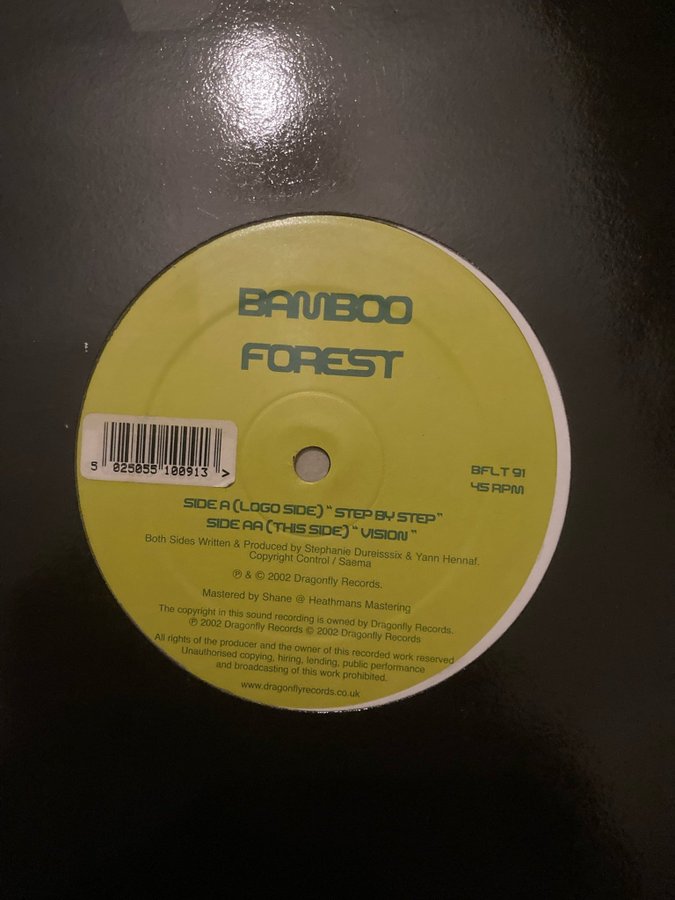 BAMBOO
FOREST
5 025055 100913 >
BFLT 91
45 RPM
SIDE A (LOGO SIDE) "STEP BY STEP"
SIDE AA (THIS SIDE) "VISION"
Both Sides Written & Produced by Stephanie Dureisssix & Yann Hennaf.
Copyright Control / Saema
℗ & © 2002 Dragonfly Records.
Mastered by Shane @ Heathmans Mastering
The copyright in this sound recording is owned by Dragonfly Records.
℗ 2002 Dragonfly Records © 2002 Dragonfly Records
All rights of the producer and the owner of this recorded work reserved
Unauthorised copying, hiring, lending, public performance
and broadcasting of this work prohibited.
www.dragonflyrecords.co.uk